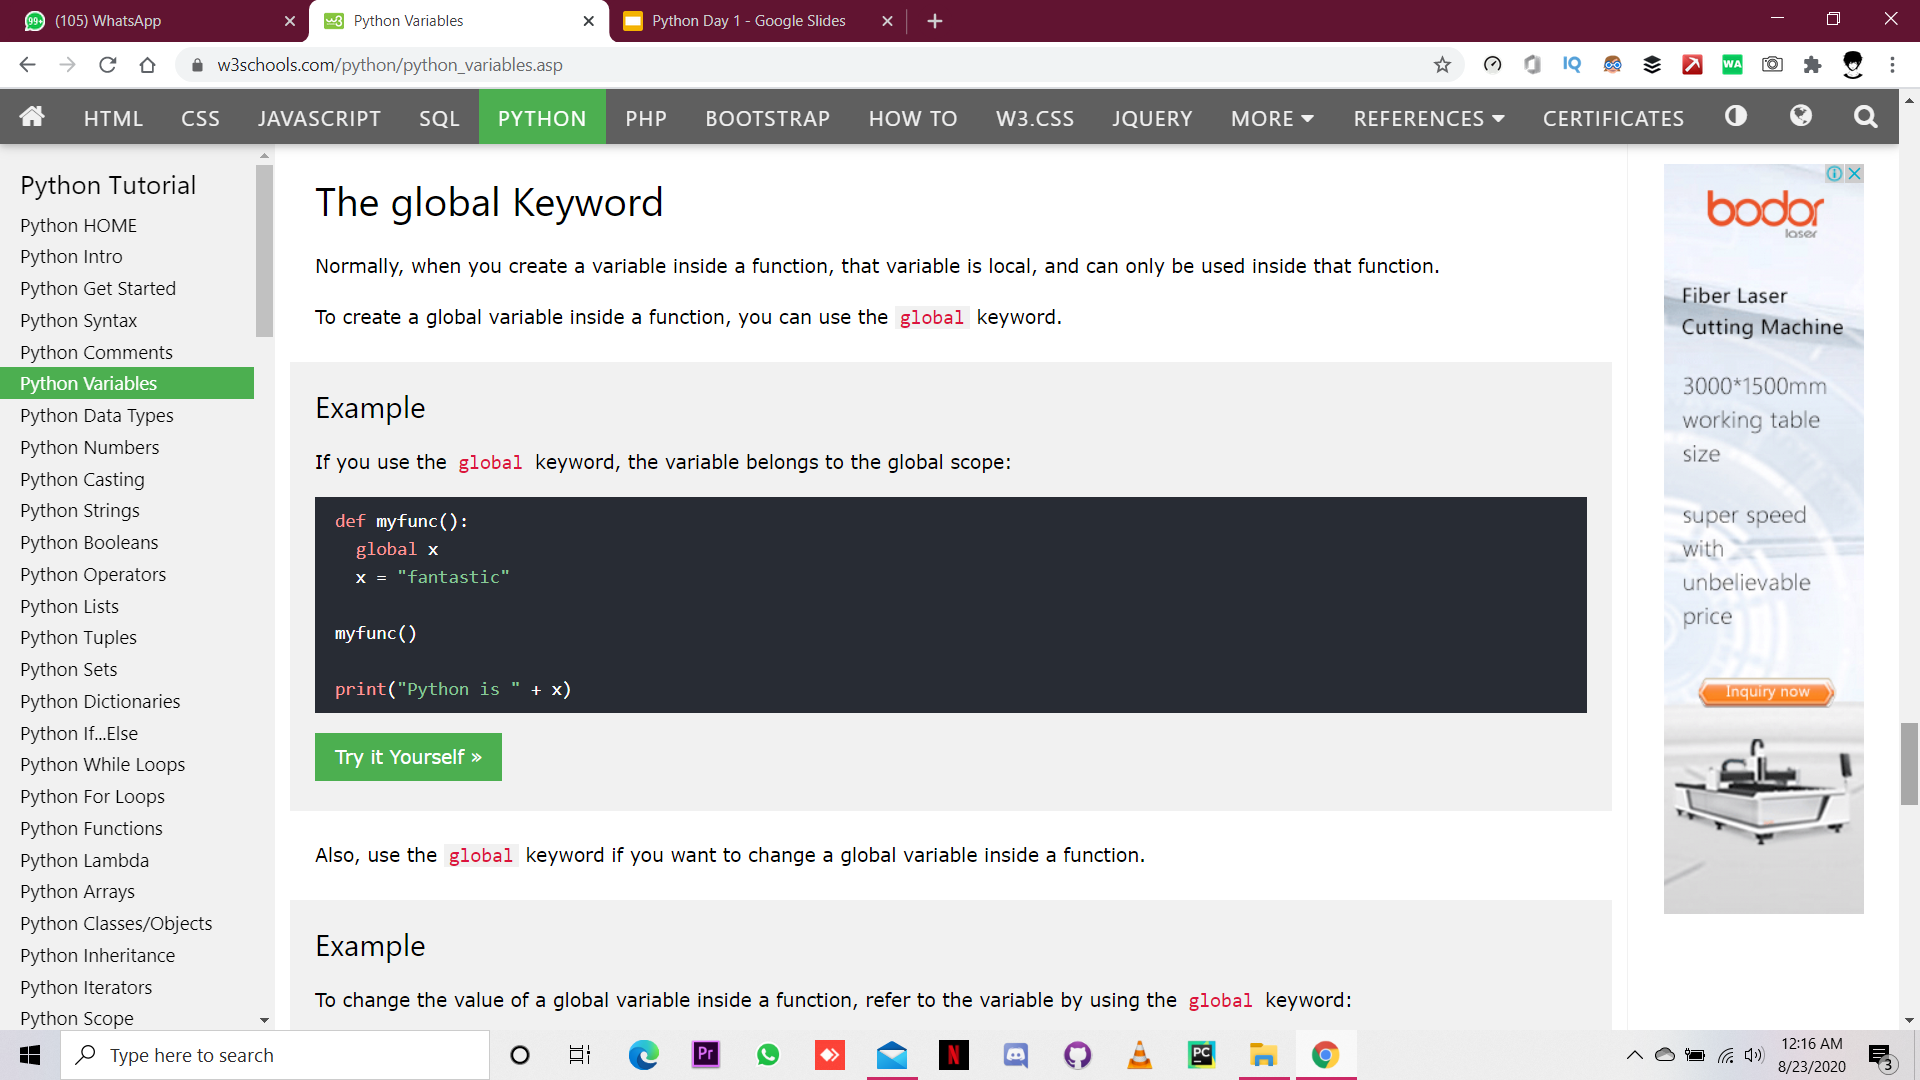 (105) WhatsApp
Python Variables
Python Day 1 - Google Slides
w3schools.com/python/python_variables.asp
HTML CSS JAVASCRIPT SQL PYTHON PHP BOOTSTRAP HOW TO W3.CSS JQUERY MORE REFERENCES CERTIFICATES
Python Tutorial
Python HOME
Python Intro
Python Get Started
Python Syntax
Python Comments
Python Variables
Python Data Types
Python Numbers
Python Casting
Python Strings
Python Booleans
Python Operators
Python Lists
Python Tuples
Python Sets
Python Dictionaries
Python If...Else
Python While Loops
Python For Loops
Python Functions
Python Lambda
Python Arrays
Python Classes/Objects
Python Inheritance
Python Iterators
Python Scope
The global Keyword
Normally, when you create a variable inside a function, that variable is local, and can only be used inside that function.
To create a global variable inside a function, you can use the global keyword.
Example
If you use the global keyword, the variable belongs to the global scope:
def myfunc():
  global x
  x = "fantastic"
myfunc()
print("Python is " + x)
Try it Yourself »
Also, use the global keyword if you want to change a global variable inside a function.
Example
To change the value of a global variable inside a function, refer to the variable by using the global keyword:
bodor
laser
Fiber Laser
Cutting Machine
3000*1500mm
working table
size
super speed
with
unbelievable
price
Inquiry now
Type here to search
12:16 AM
8/23/2020
3
99+
IQ
WA
Pr
N
PC